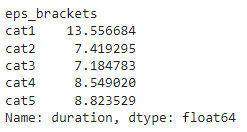 eps_brackets
cat1    13.556684
cat2     7.419295
cat3     7.184783
cat4     8.549020
cat5     8.823529
Name: duration, dtype: float64